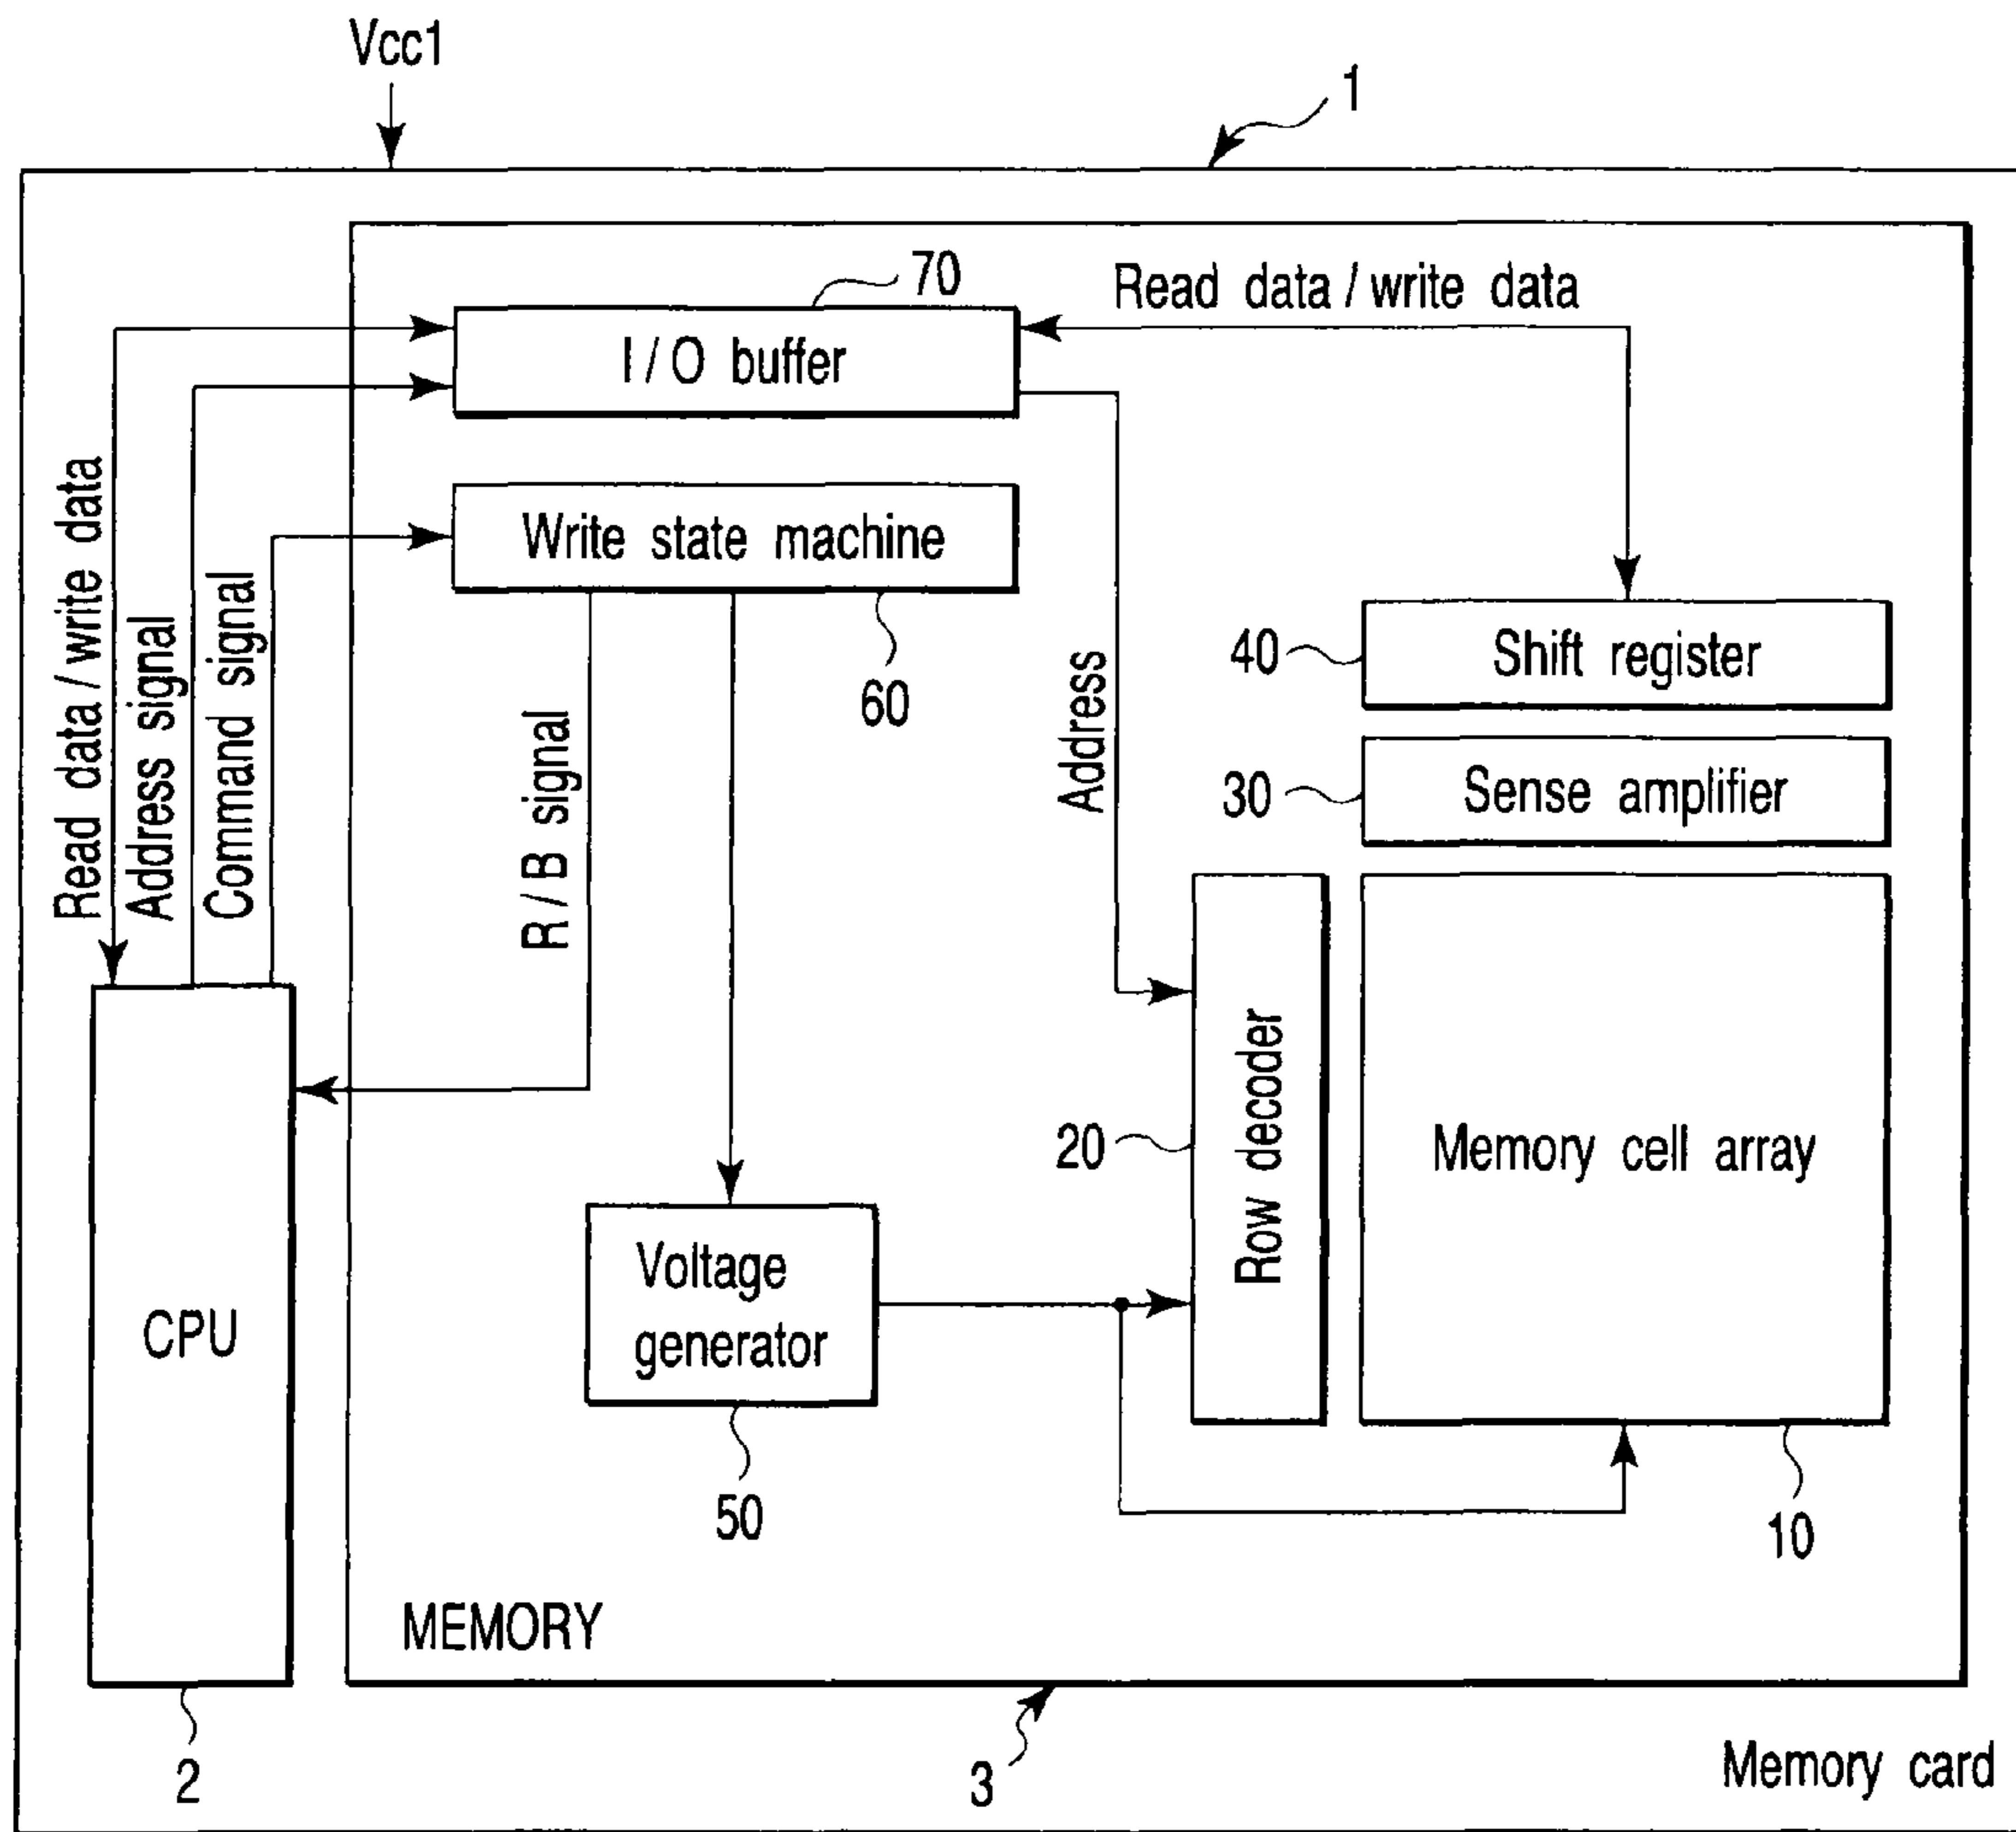 Vcc1
1
70
Read data / write data
I / O buffer
Write state machine
60
Read data / write data
Address signal
Command signal
R / B signal
Address
40
Shift register
30
Sense amplifier
20
Row decoder
Memory cell array
10
Voltage
generator
50
CPU
2
MEMORY
3
Memory card